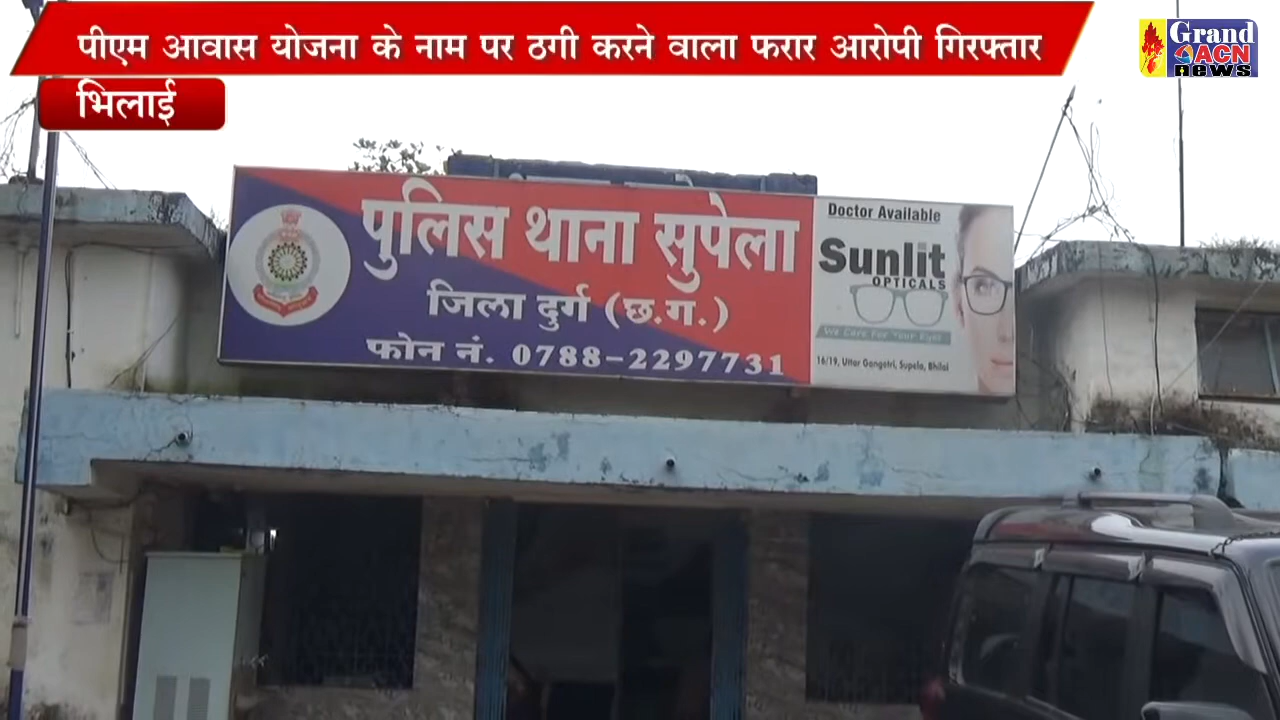 पीएम आवास योजना के नाम पर ठगी करने वाला फरार आरोपी गिरफ्तार
Grand
ACN
news
भिलाई
पुलिस थाना सुपेला
जिला दुर्ग (छ.ग.)
फोन नं. 0788-2297731
Doctor Available
Sunlit
OPTICALS
We Care for Your Eyes
16/19, Uttar Gangotri, Supela, Bhilai